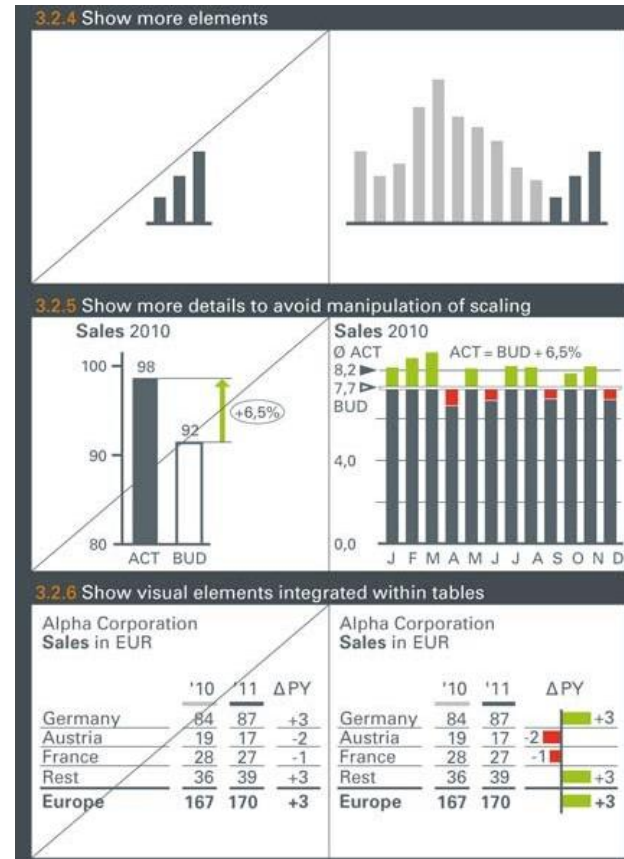 3.2.4 Show more elements
3.2.5 Show more details to avoid manipulation of scaling
Sales 2010
100
98
92
+6,5%
90
80
ACT BUD
Sales 2010
Ø ACT
ACT = BUD + 6,5%
8,2
7,7
BUD
4,0
0,0
J F M A M J J A S O N D
3.2.6 Show visual elements integrated within tables
Alpha Corporation
Sales in EUR
'10 '11 ΔPY
Germany 84 87 +3
Austria 19 17 -2
France 28 27 -1
Rest 36 39 +3
Europe 167 170 +3
Alpha Corporation
Sales in EUR
'10 '11 ΔPY
Germany 84 87 +3
Austria 19 17 -2
France 28 27 -1
Rest 36 39 +3
Europe 167 170 +3